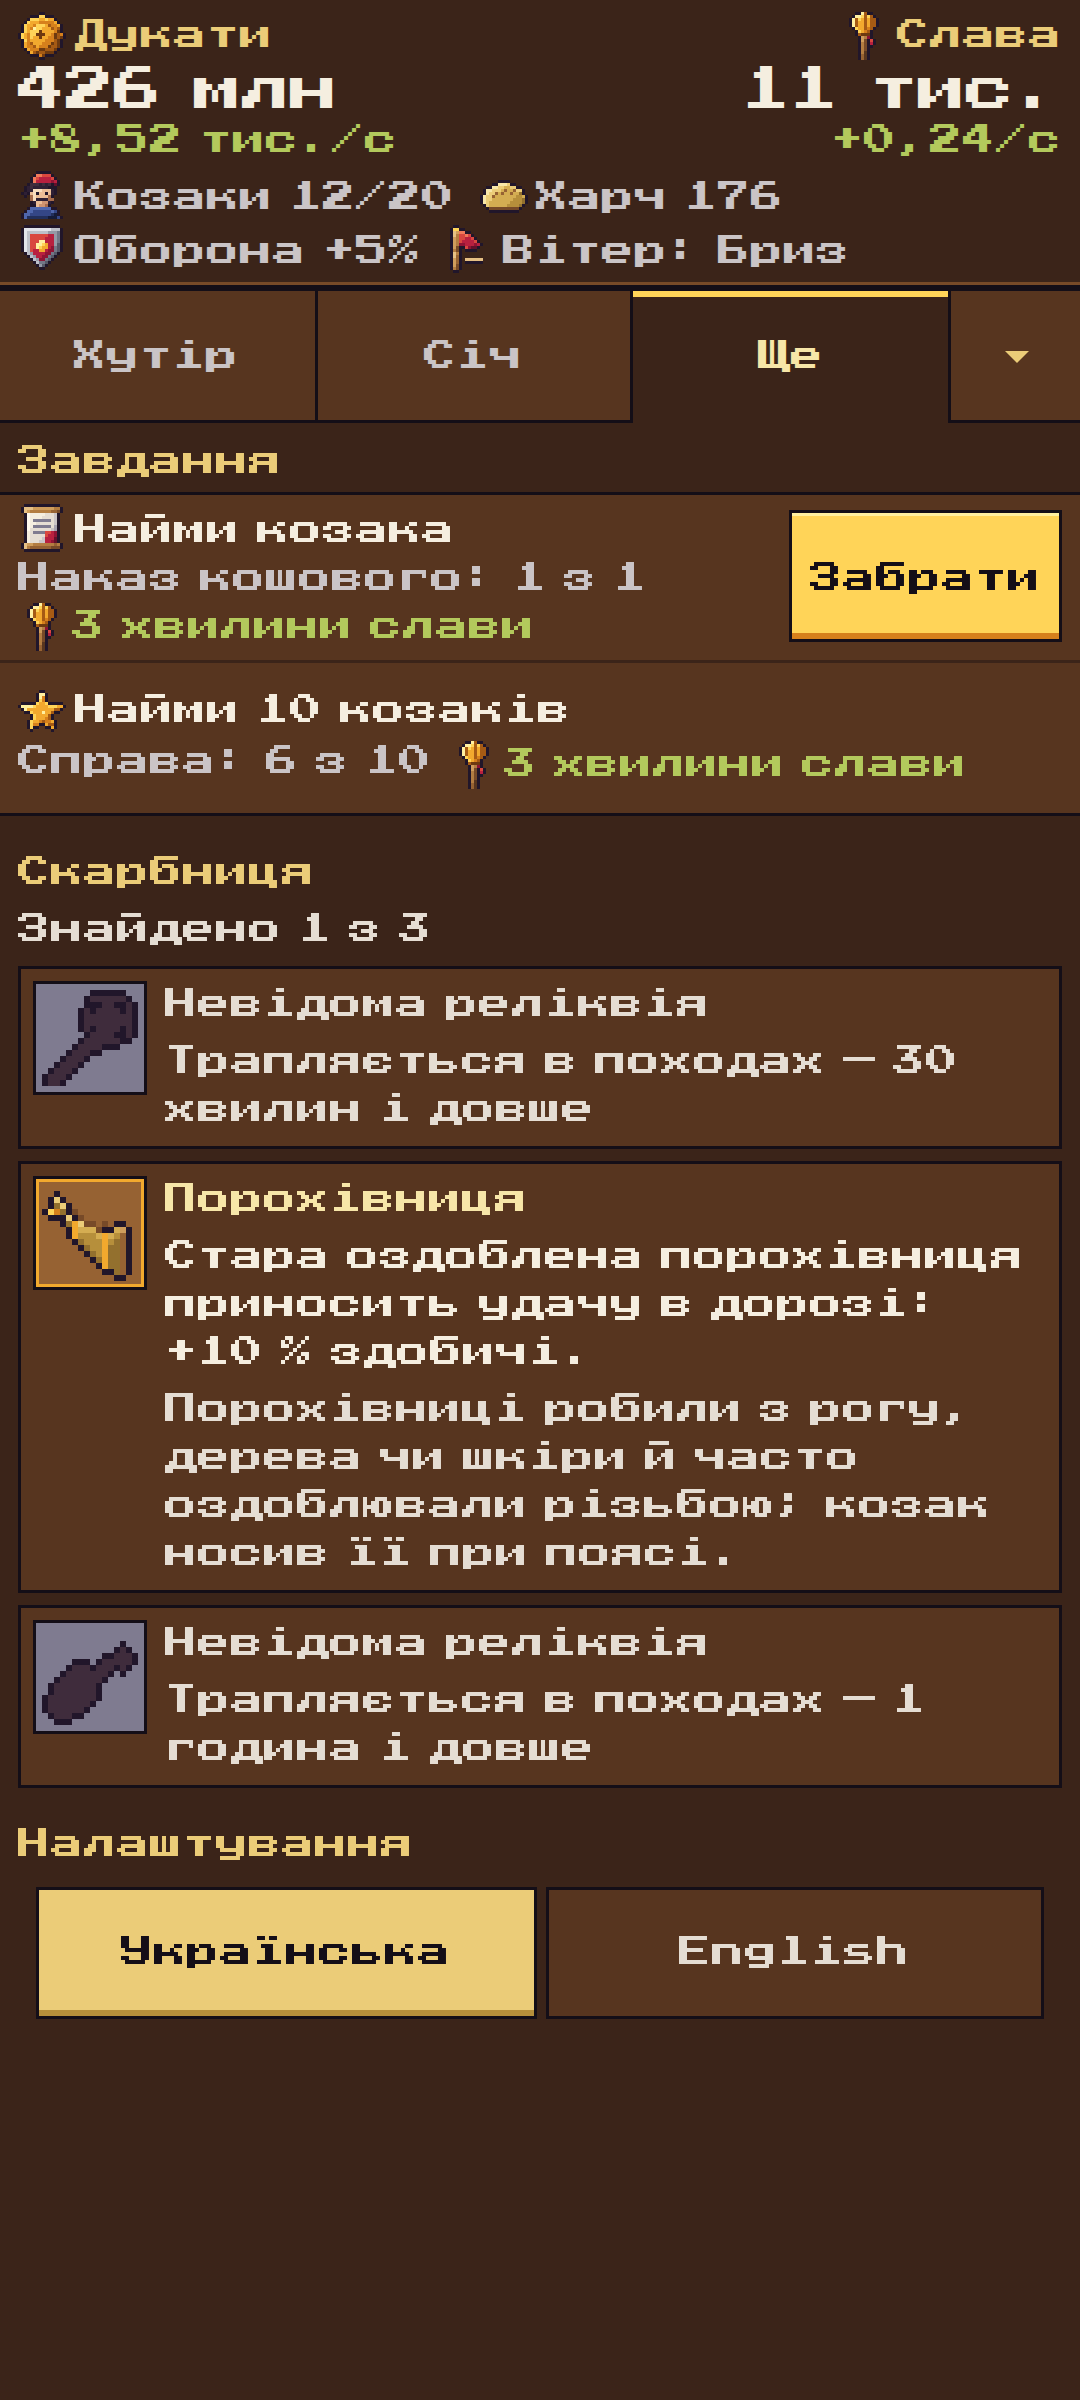 Дукати
Слава
426 млн
11 тис.
+8,52 тис./с
+0,24/с
Козаки 12/20 Харч 176
Оборона +5% Вітер: Бриз
Хутір
Січ
Ще
Завдання
Найми козака
Наказ кошового: 1 з 1
3 хвилини слави
Забрати
Найми 10 козаків
Справа: 6 з 10 3 хвилини слави
Скарбниця
Знайдено 1 з 3
Невідома реліквія
Трапляється в походах — 30
хвилин і довше
Порохівниця
Стара оздоблена порохівниця
приносить удачу в дорозі:
+10 % здобичі.
Порохівниці робили з рогу,
дерева чи шкіри й часто
оздоблювали різьбою; козак
носив її при поясі.
Невідома реліквія
Трапляється в походах — 1
година і довше
Налаштування
Українська
English